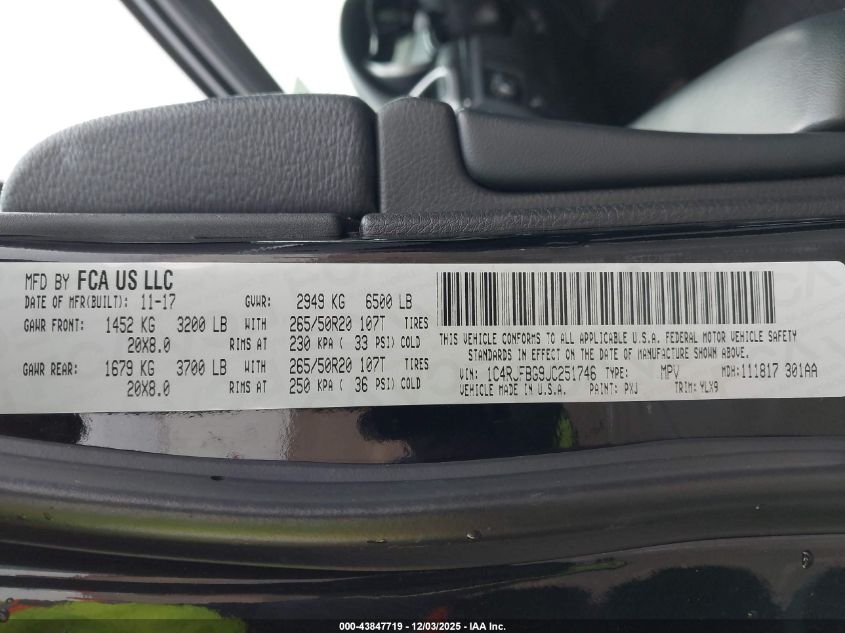 MFD BY FCA US LLC
DATE OF MFR(BUILT): 11-17 GVWR: 2949 KG 6500 LB
GAWR FRONT: 1452 KG 3200 LB WITH 265/50R20 107T TIRES
20X8.0 RIMS AT 230 KPA ( 33 PSI) COLD
GAWR REAR: 1679 KG 3700 LB WITH 265/50R20 107T TIRES
20X8.0 RIMS AT 250 KPA ( 36 PSI) COLD
THIS VEHICLE CONFORMS TO ALL APPLICABLE U.S.A. FEDERAL MOTOR VEHICLE SAFETY
STANDARDS IN EFFECT ON THE DATE OF MANUFACTURE SHOWN ABOVE.
VIN: 1C4RJFBG9JC251746 TYPE: MPV MDH:111817 301AA
VEHICLE MADE IN U.S.A. PAINT: PXJ TRIM: YLX9
000-43847719 - 12/03/2025 - IAA Inc.